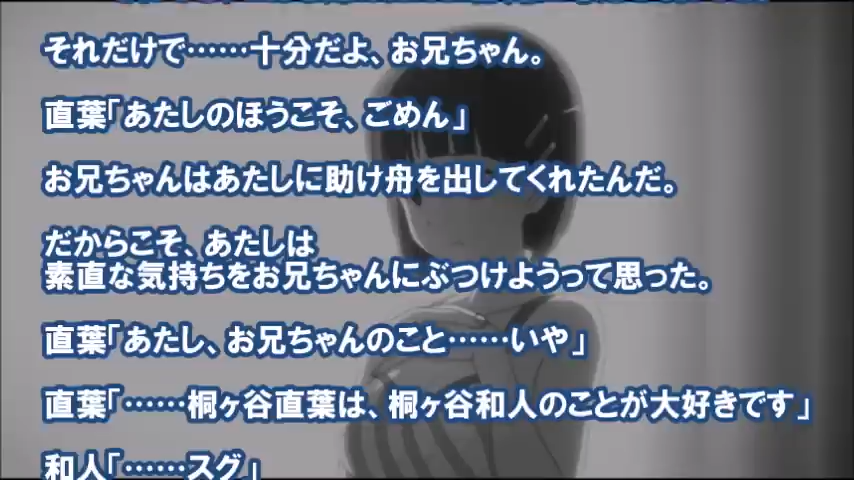 それだけで……十分だよ、お兄ちゃん。
直葉「あたしのほうこそ、ごめん」
お兄ちゃんはあたしに助け舟を出してくれたんだ。
だからこそ、あたしは
素直な気持ちをお兄ちゃんにぶつけようって思った。
直葉「あたし、お兄ちゃんのこと……いや」
直葉「……桐ヶ谷直葉は、桐ヶ谷和人のことが大好きです」
和人「……スグ」